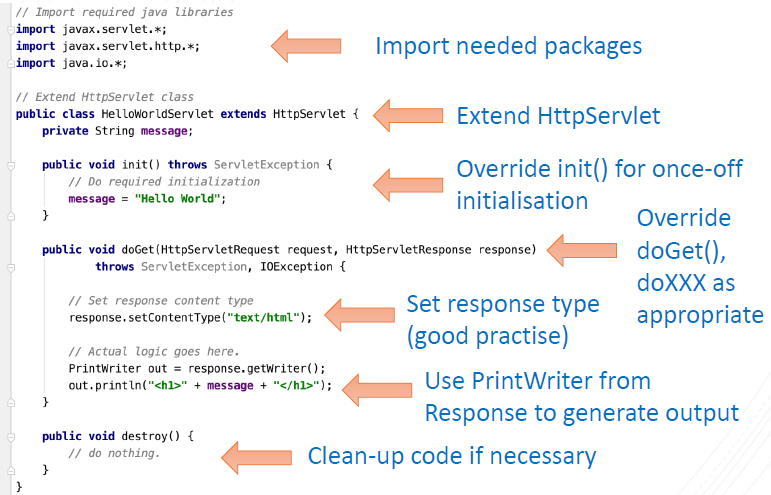 // Import required java libraries
import javax.servlet.*;
import javax.servlet.http.*;
import java.io.*;
Import needed packages
// Extend HttpServlet class
public class HelloWorldServlet extends HttpServlet {
private String message;
Extend HttpServlet
public void init() throws ServletException {
// Do required initialization
message = "Hello World";
}
Override init() for once-off
initialisation
public void doGet(HttpServletRequest request, HttpServletResponse response)
throws ServletException, IOException {
Override
doGet(),
doXXX as
appropriate
// Set response content type
response.setContentType("text/html");
Set response type
(good practise)
// Actual logic goes here.
PrintWriter out = response.getWriter();
out.println("<h1>" + message + "</h1>");
}
Use PrintWriter from
Response to generate output
public void destroy() {
// do nothing.
}
}
Clean-up code if necessary